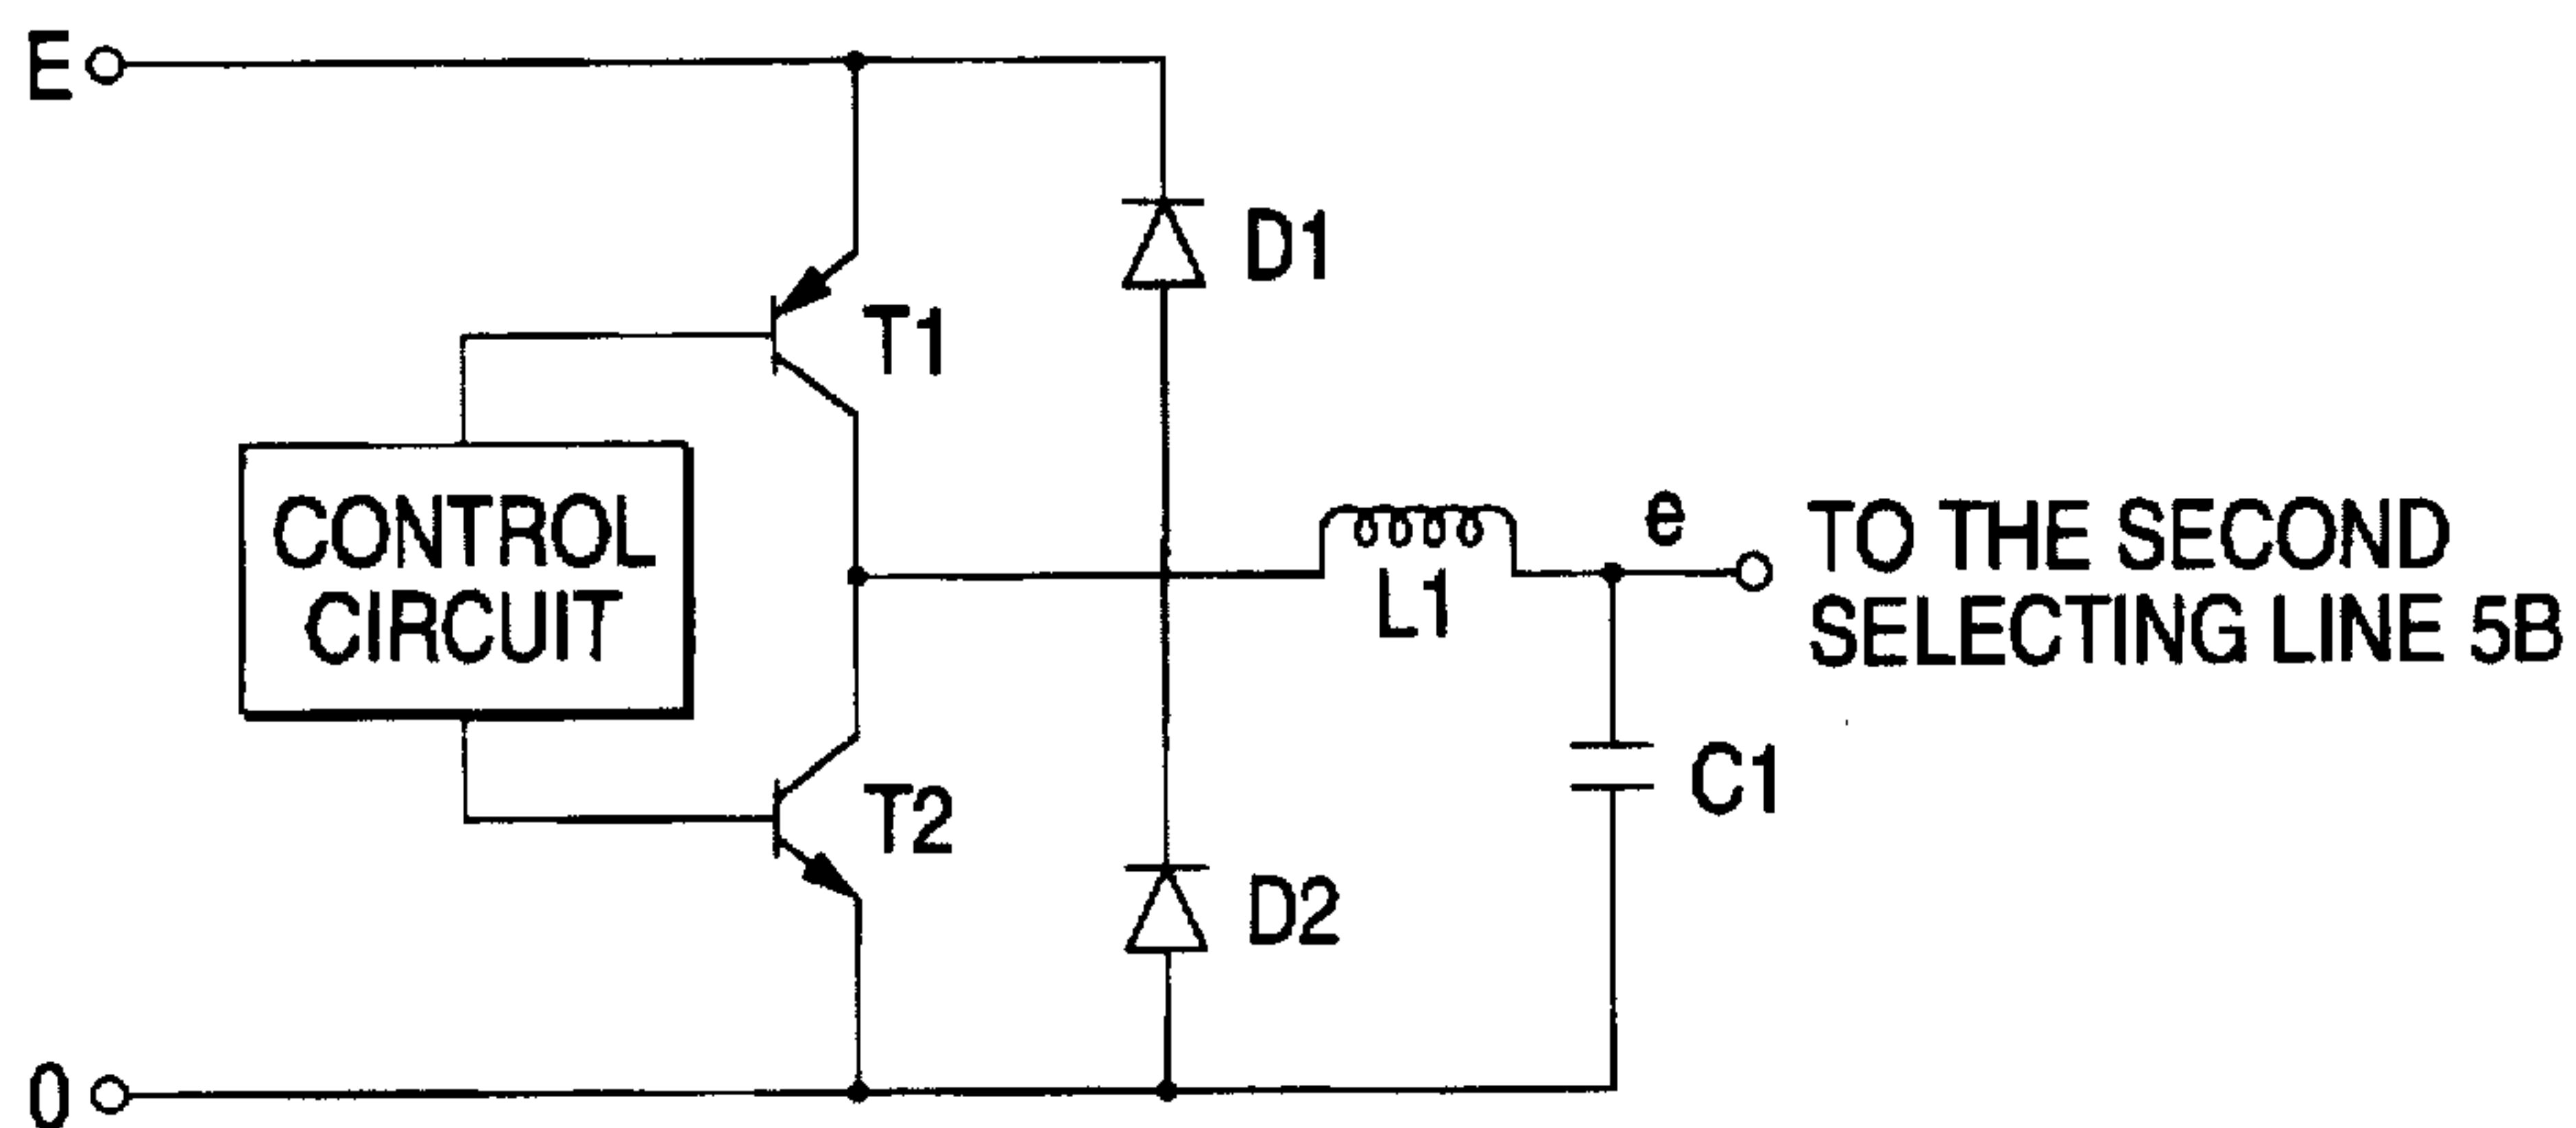 E
D1
T1
CONTROL
CIRCUIT
L1
e
TO THE SECOND
SELECTING LINE 5B
C1
T2
D2
0